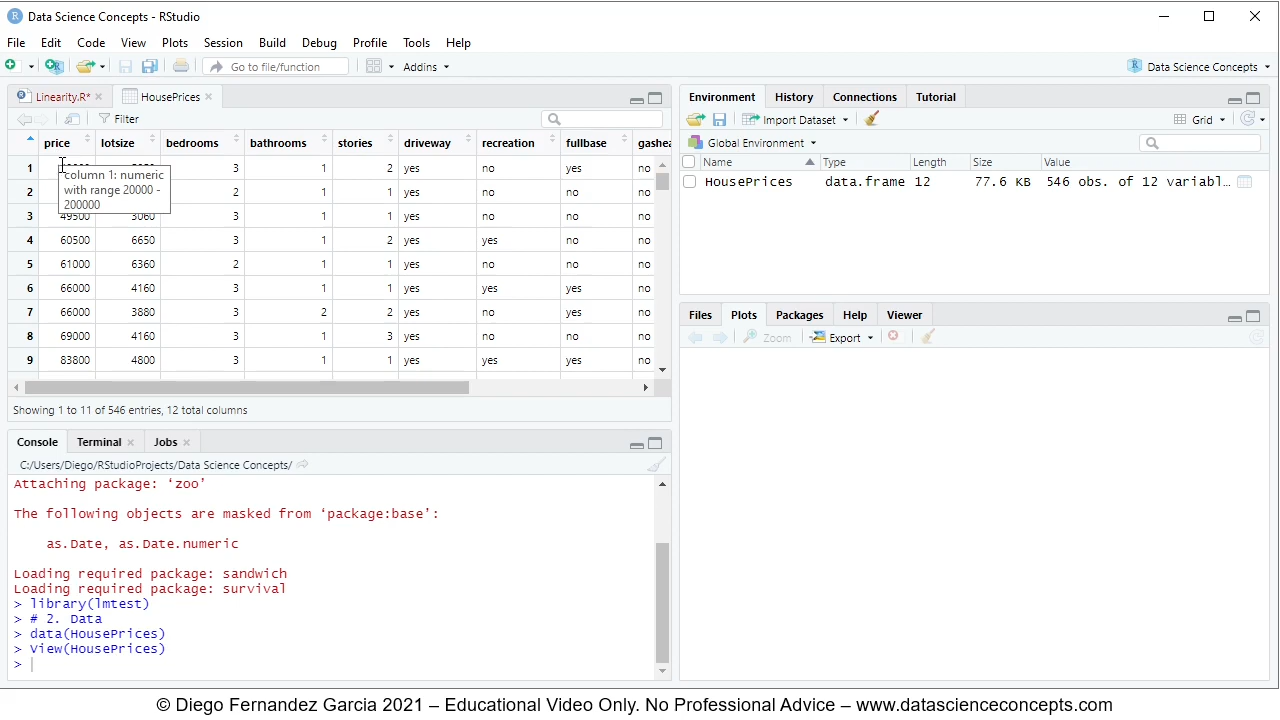 Data Science Concepts - RStudio
File Edit Code View Plots Session Build Debug Profile Tools Help
Go to file/function Addins Data Science Concepts
Linearity.R* HousePrices
Filter
price lotsize bedrooms bathrooms stories driveway recreation fullbase gashea
1 3 1 2 yes no yes no
2 2 1 1 yes no no no
3 49500 3060 3 1 1 yes no no no
column 1: numeric
with range 20000 -
200000
4 60500 6650 3 1 2 yes yes no no
5 61000 6360 2 1 1 yes no no no
6 66000 4160 3 1 1 yes yes yes no
7 66000 3880 3 2 2 yes no yes no
8 69000 4160 3 1 3 yes no no no
9 83800 4800 3 1 1 yes yes yes no
Showing 1 to 11 of 546 entries, 12 total columns
Console Terminal Jobs
C:/Users/Diego/RStudioProjects/Data Science Concepts/
Attaching package: ‘zoo’
The following objects are masked from ‘package:base’:
as.Date, as.Date.numeric
Loading required package: sandwich
Loading required package: survival
> library(lmtest)
> # 2. Data
> data(HousePrices)
> View(HousePrices)
>
Environment History Connections Tutorial
Import Dataset Grid
Global Environment
Name Type Length Size Value
HousePrices data.frame 12 77.6 KB 546 obs. of 12 variabl…
Files Plots Packages Help Viewer
Zoom Export
© Diego Fernandez Garcia 2021 – Educational Video Only. No Professional Advice – www.datascienceconcepts.com